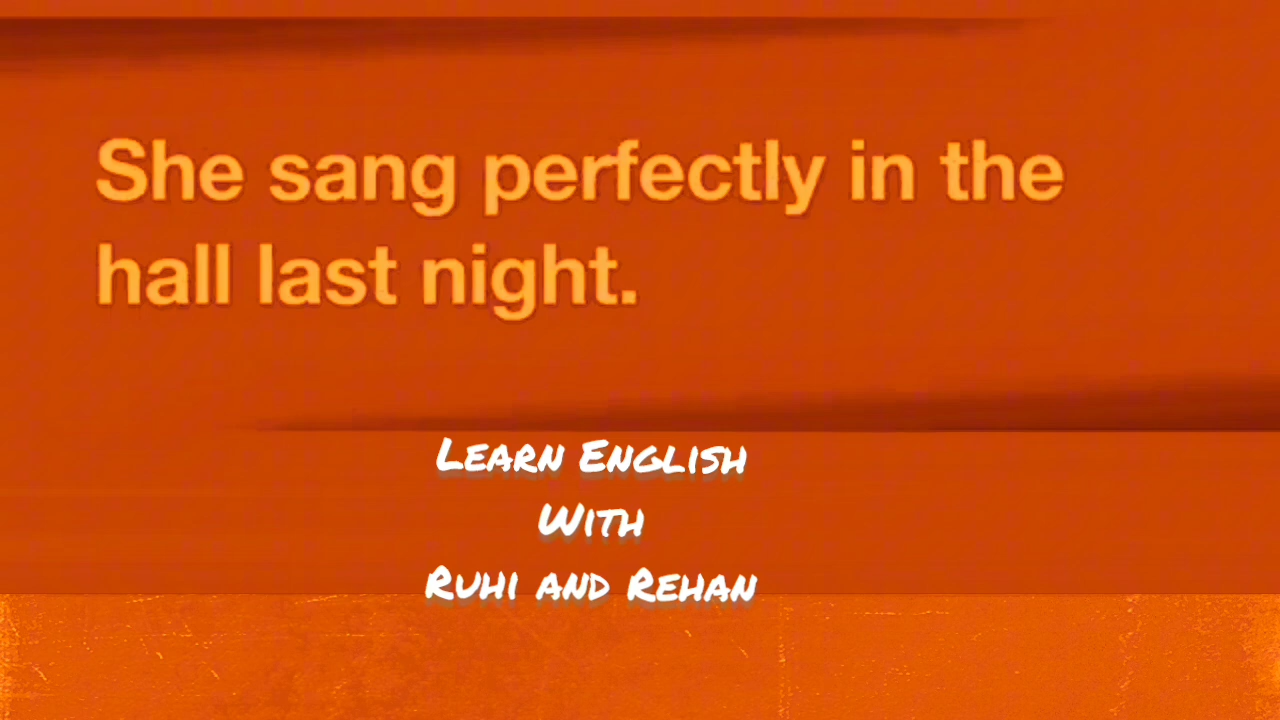 She sang perfectly in the
hall last night.
Learn English
With
Ruhi and Rehan